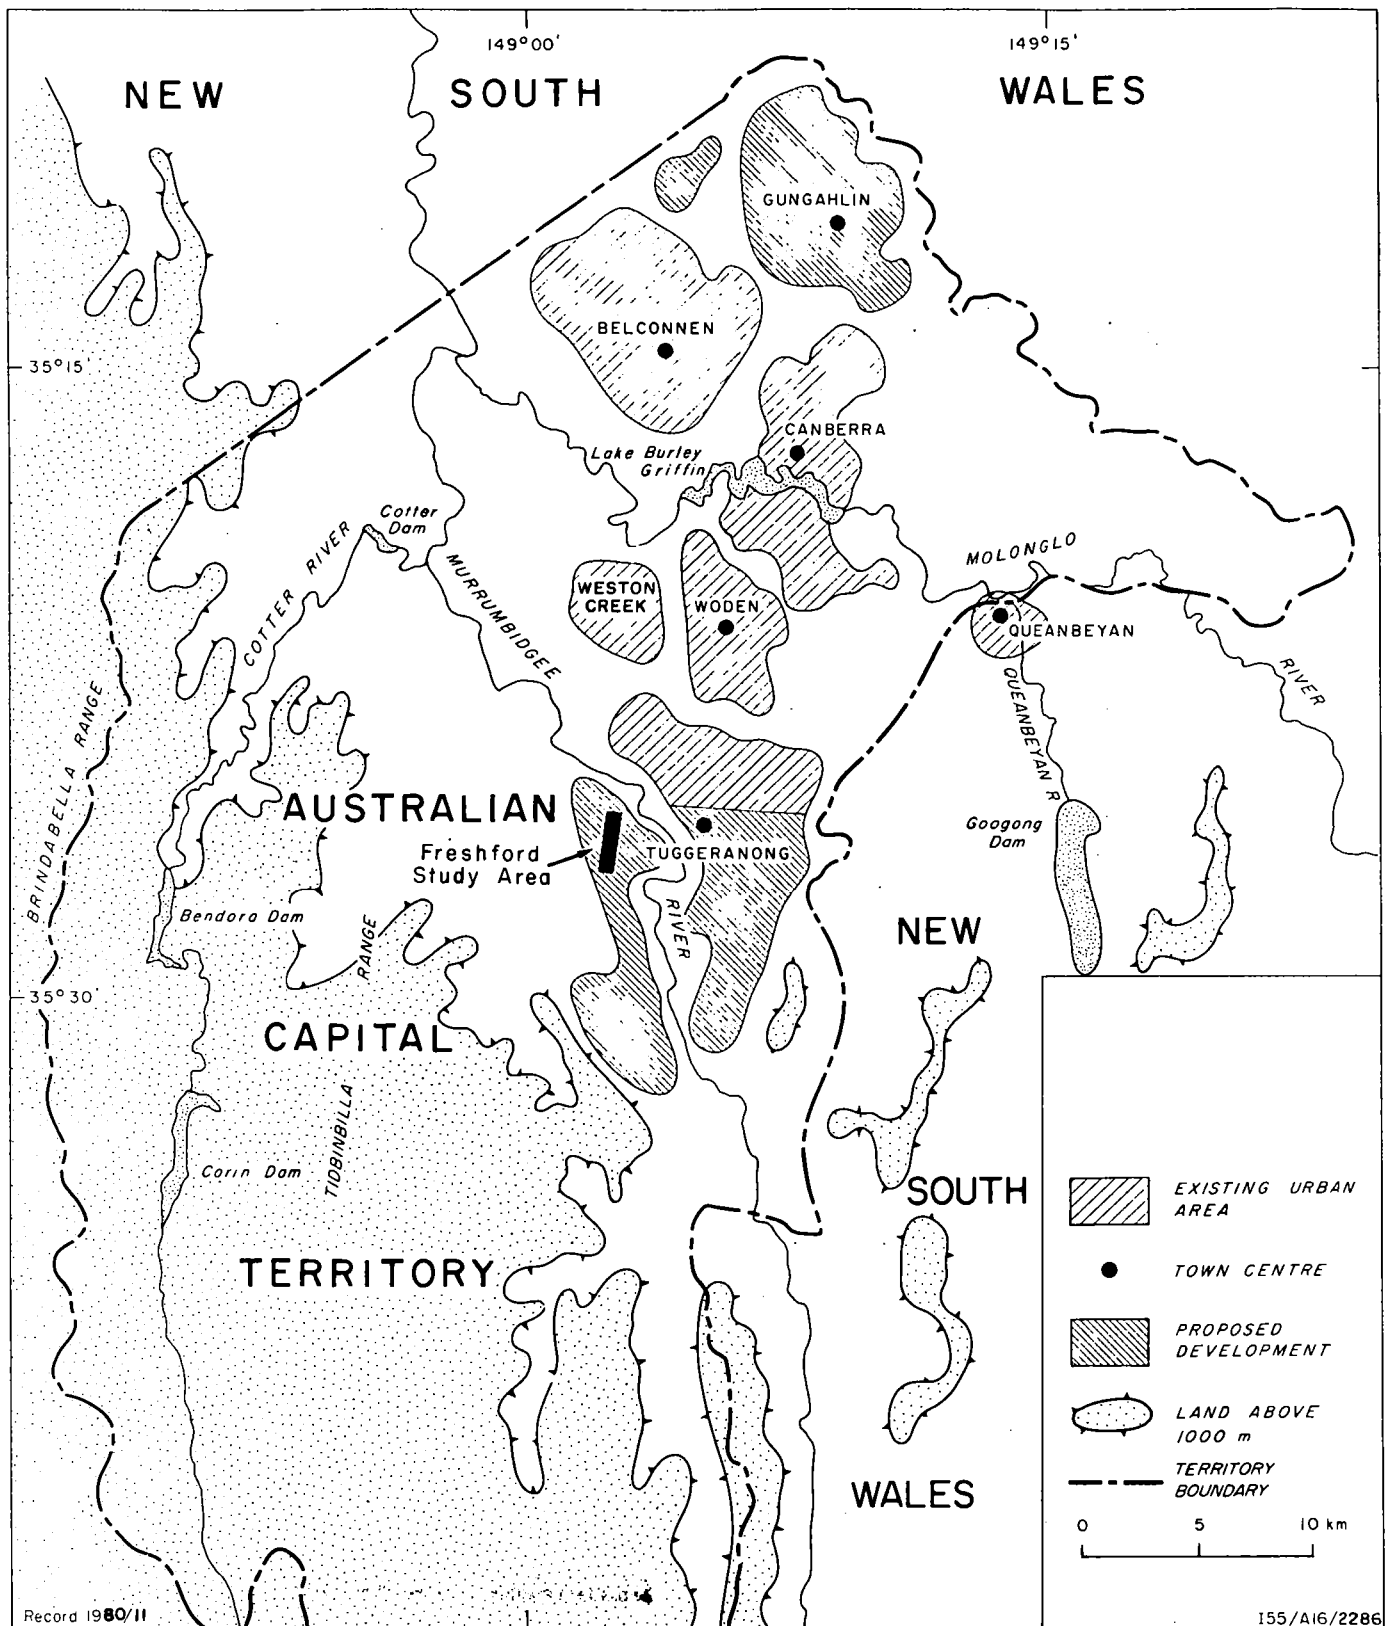 149°00'
149°15'
NEW
SOUTH
WALES
GUNGAHLIN
BELCONNEN
35°15'
CANBERRA
Lake Burley
Griffin
Cotter
Dam
COTTER RIVER
MURRUMBIDGEE
MOLONGLO
WESTON
CREEK
WODEN
QUEANBEYAN
RIVER
QUEANBEYAN R
BRINDABELLA RANGE
AUSTRALIAN
Freshford
Study Area
TUGGERANONG
Googong
Dam
RIVER
Bendora Dam
RANGE
NEW
35°30'
CAPITAL
TIDBINBILLA
Corin Dam
SOUTH
TERRITORY
WALES
EXISTING URBAN
AREA
TOWN CENTRE
PROPOSED
DEVELOPMENT
LAND ABOVE
1000 m
TERRITORY
BOUNDARY
0 5 10 km
Record 1980/11
I55/A16/2286